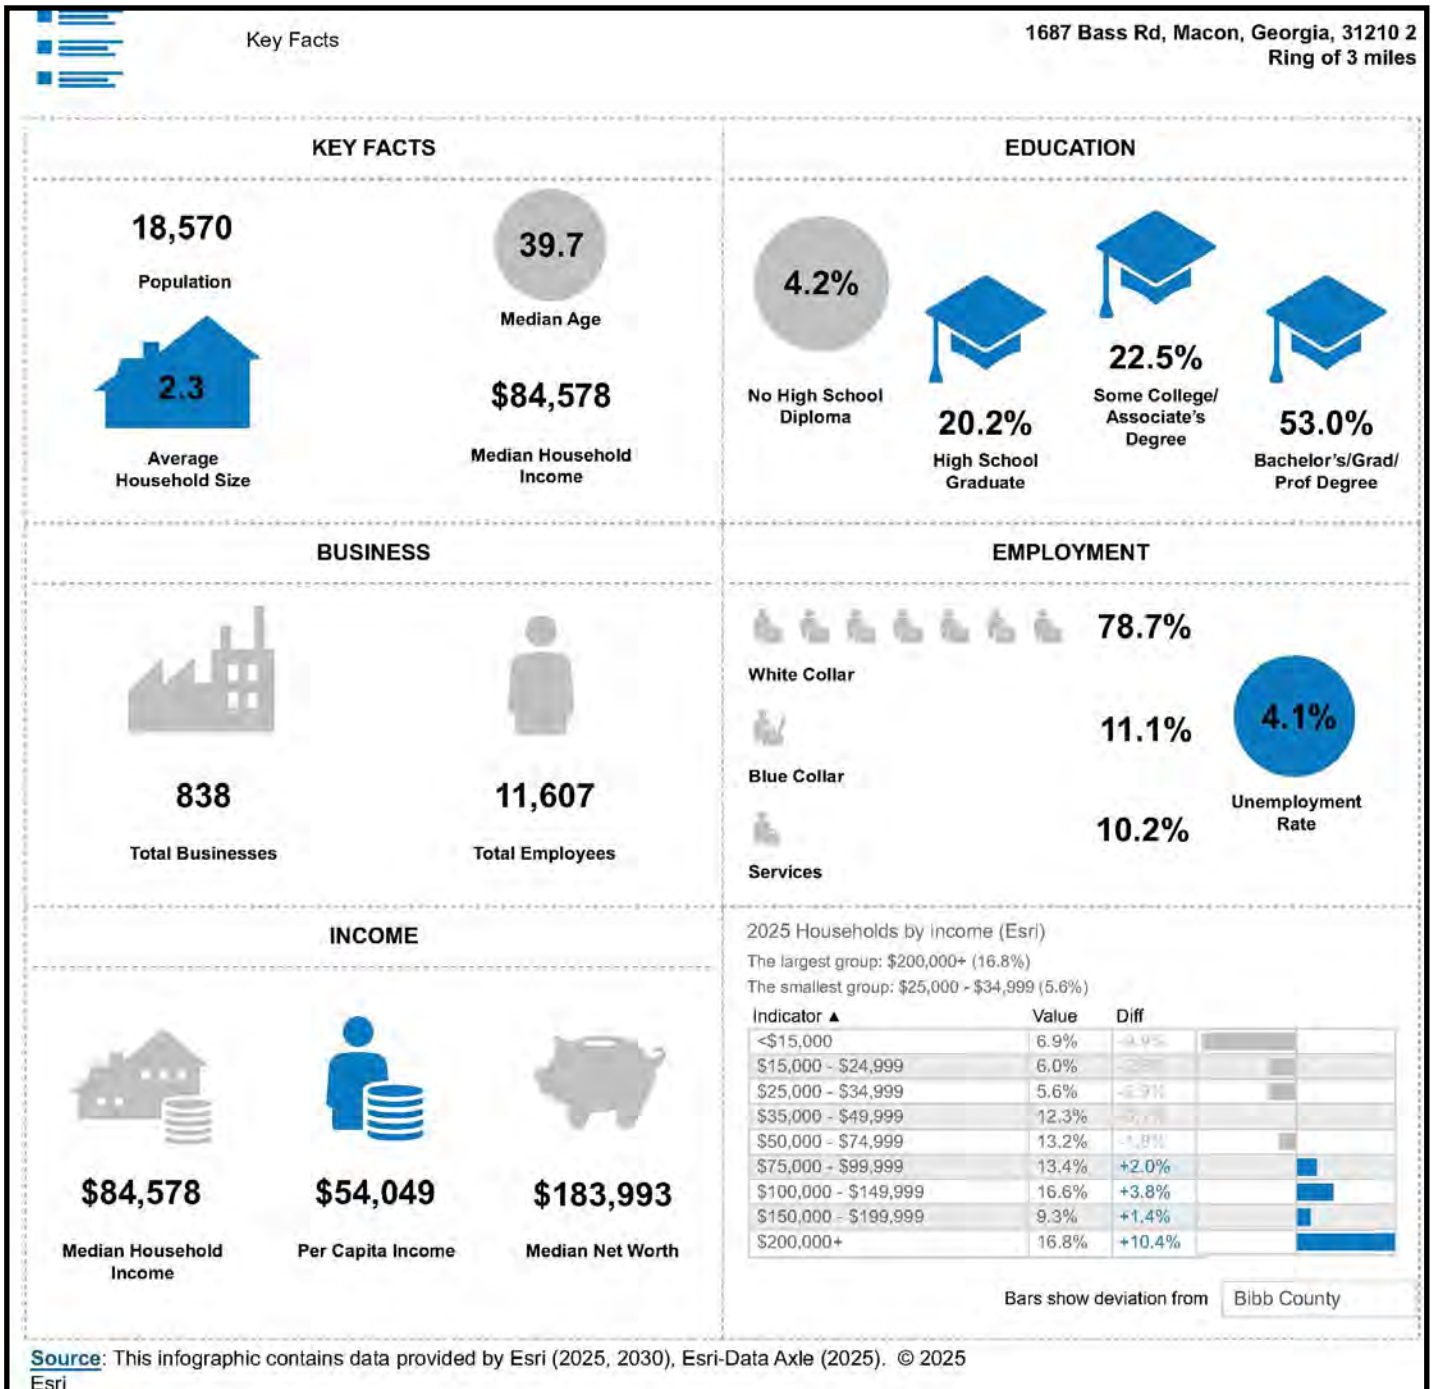 Key Facts
1687 Bass Rd, Macon, Georgia, 31210 2
Ring of 3 miles
KEY FACTS
18,570
Population
39.7
Median Age
2.3
Average
Household Size
$84,578
Median Household
Income
EDUCATION
4.2%
No High School
Diploma
20.2%
High School
Graduate
22.5%
Some College/
Associate's
Degree
53.0%
Bachelor's/Grad/
Prof Degree
BUSINESS
838
Total Businesses
11,607
Total Employees
EMPLOYMENT
78.7%
White Collar
11.1%
Blue Collar
10.2%
Services
4.1%
Unemployment
Rate
INCOME
$84,578
Median Household
Income
$54,049
Per Capita Income
$183,993
Median Net Worth
2025 Households by income (Esri)
The largest group: $200,000+ (16.8%)
The smallest group: $25,000 - $34,999 (5.6%)
Indicator ▲ Value Diff
<$15,000 6.9%
$15,000 - $24,999 6.0%
$25,000 - $34,999 5.6%
$35,000 - $49,999 12.3%
$50,000 - $74,999 13.2% -1.8%
$75,000 - $99,999 13.4% +2.0%
$100,000 - $149,999 16.6% +3.8%
$150,000 - $199,999 9.3% +1.4%
$200,000+ 16.8% +10.4%
Bars show deviation from Bibb County
Source: This infographic contains data provided by Esri (2025, 2030), Esri-Data Axle (2025). © 2025
Esri